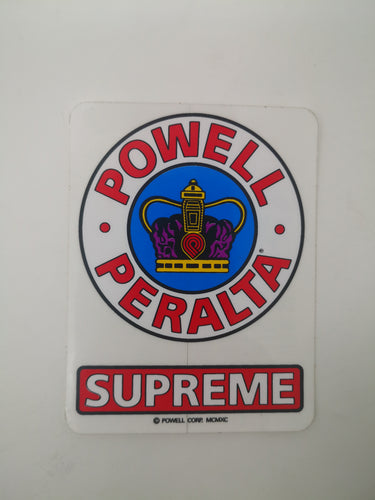 POWELL
PERALTA
®
SUPREME
© POWELL CORP. MCMXC